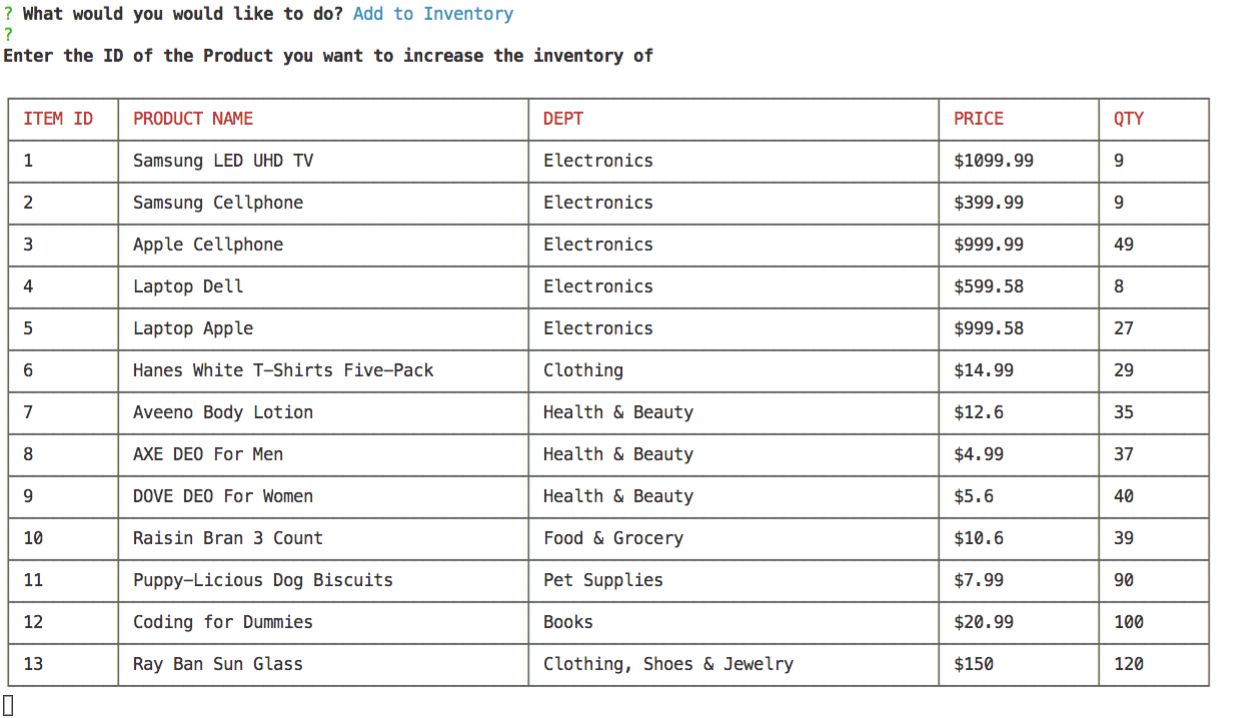 ? What would you would like to do? Add to Inventory
?
Enter the ID of the Product you want to increase the inventory of
ITEM ID PRODUCT NAME DEPT PRICE QTY
1 Samsung LED UHD TV Electronics $1099.99 9
2 Samsung Cellphone Electronics $399.99 9
3 Apple Cellphone Electronics $999.99 49
4 Laptop Dell Electronics $599.58 8
5 Laptop Apple Electronics $999.58 27
6 Hanes White T-Shirts Five-Pack Clothing $14.99 29
7 Aveeno Body Lotion Health & Beauty $12.6 35
8 AXE DEO For Men Health & Beauty $4.99 37
9 DOVE DEO For Women Health & Beauty $5.6 40
10 Raisin Bran 3 Count Food & Grocery $10.6 39
11 Puppy-Licious Dog Biscuits Pet Supplies $7.99 90
12 Coding for Dummies Books $20.99 100
13 Ray Ban Sun Glass Clothing, Shoes & Jewelry $150 120